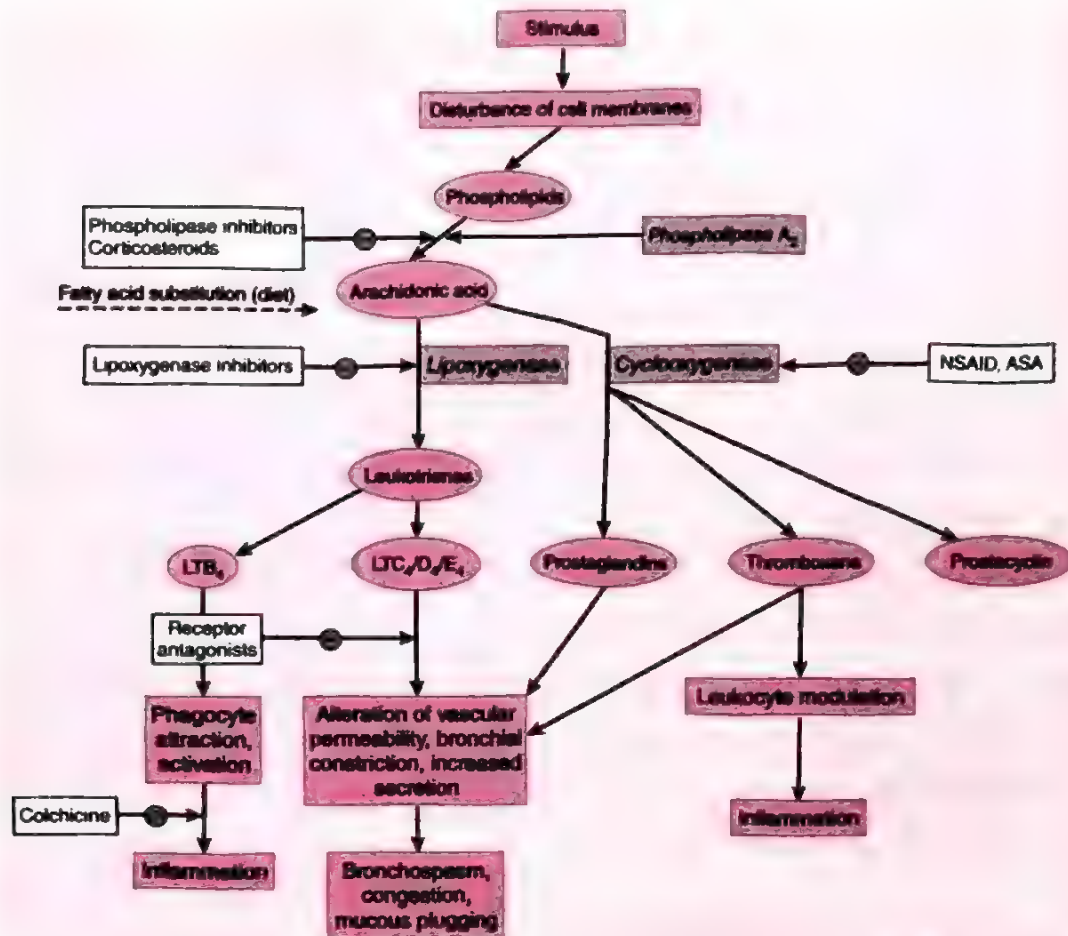 Stimulus
Disturbance of cell membranes
Phospholipids
Phospholipase inhibitors
Corticosteroids
Phospholipase A₂
Arachidonic acid
Fatty acid substitution (diet)
Lipoxygenase inhibitors
Lipoxygenase
Cyclooxygenase
NSAID, ASA
Leukotrienes
LTB₄
LTC₄/D₄/E₄
Prostaglandins
Thromboxane
Prostacyclin
Receptor
antagonists
Phagocyte
attraction,
activation
Alteration of vascular
permeability, bronchial
constriction, increased
secretion
Leukocyte modulation
Colchicine
Inflammation
Bronchospasm,
congestion,
mucous plugging
Inflammation